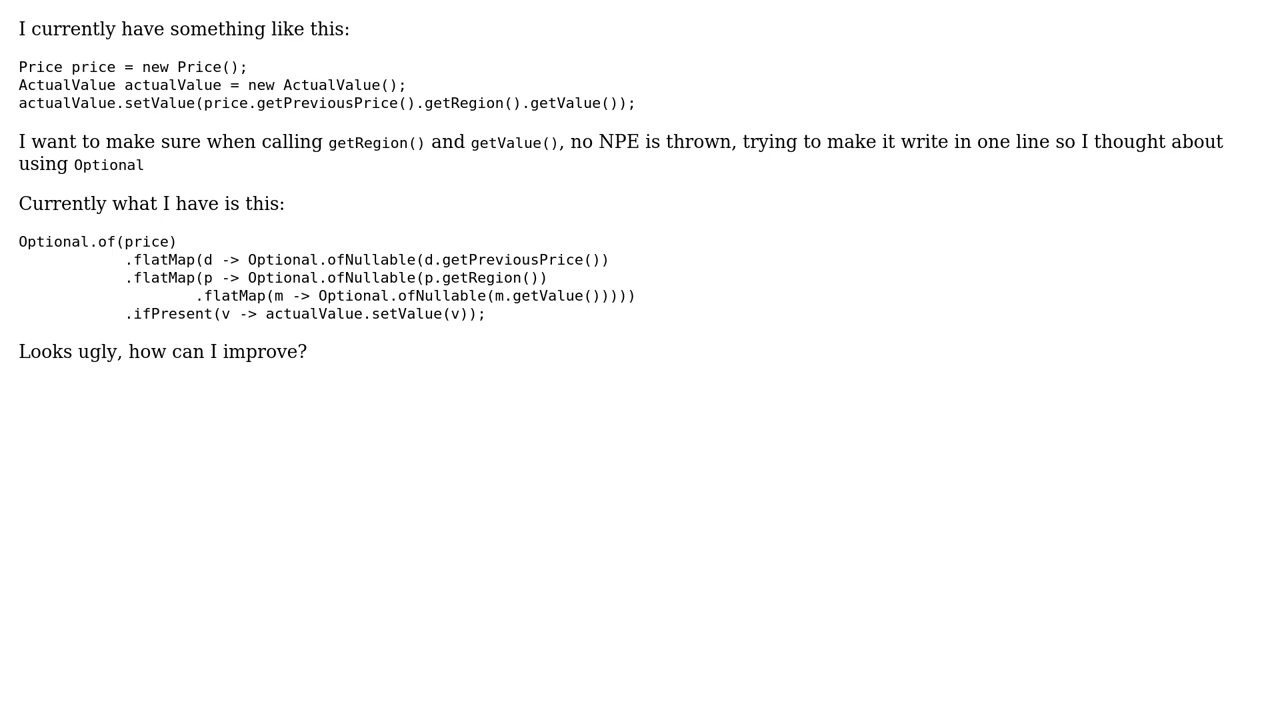 I currently have something like this:
Price price = new Price();
ActualValue actualValue = new ActualValue();
actualValue.setValue(price.getPreviousPrice().getRegion().getValue());
I want to make sure when calling getRegion() and getValue(), no NPE is thrown, trying to make it write in one line so I thought about
using Optional
Currently what I have is this:
Optional.of(price)
            .flatMap(d -> Optional.ofNullable(d.getPreviousPrice())
            .flatMap(p -> Optional.ofNullable(p.getRegion())
                    .flatMap(m -> Optional.ofNullable(m.getValue()))))
            .ifPresent(v -> actualValue.setValue(v));
Looks ugly, how can I improve?